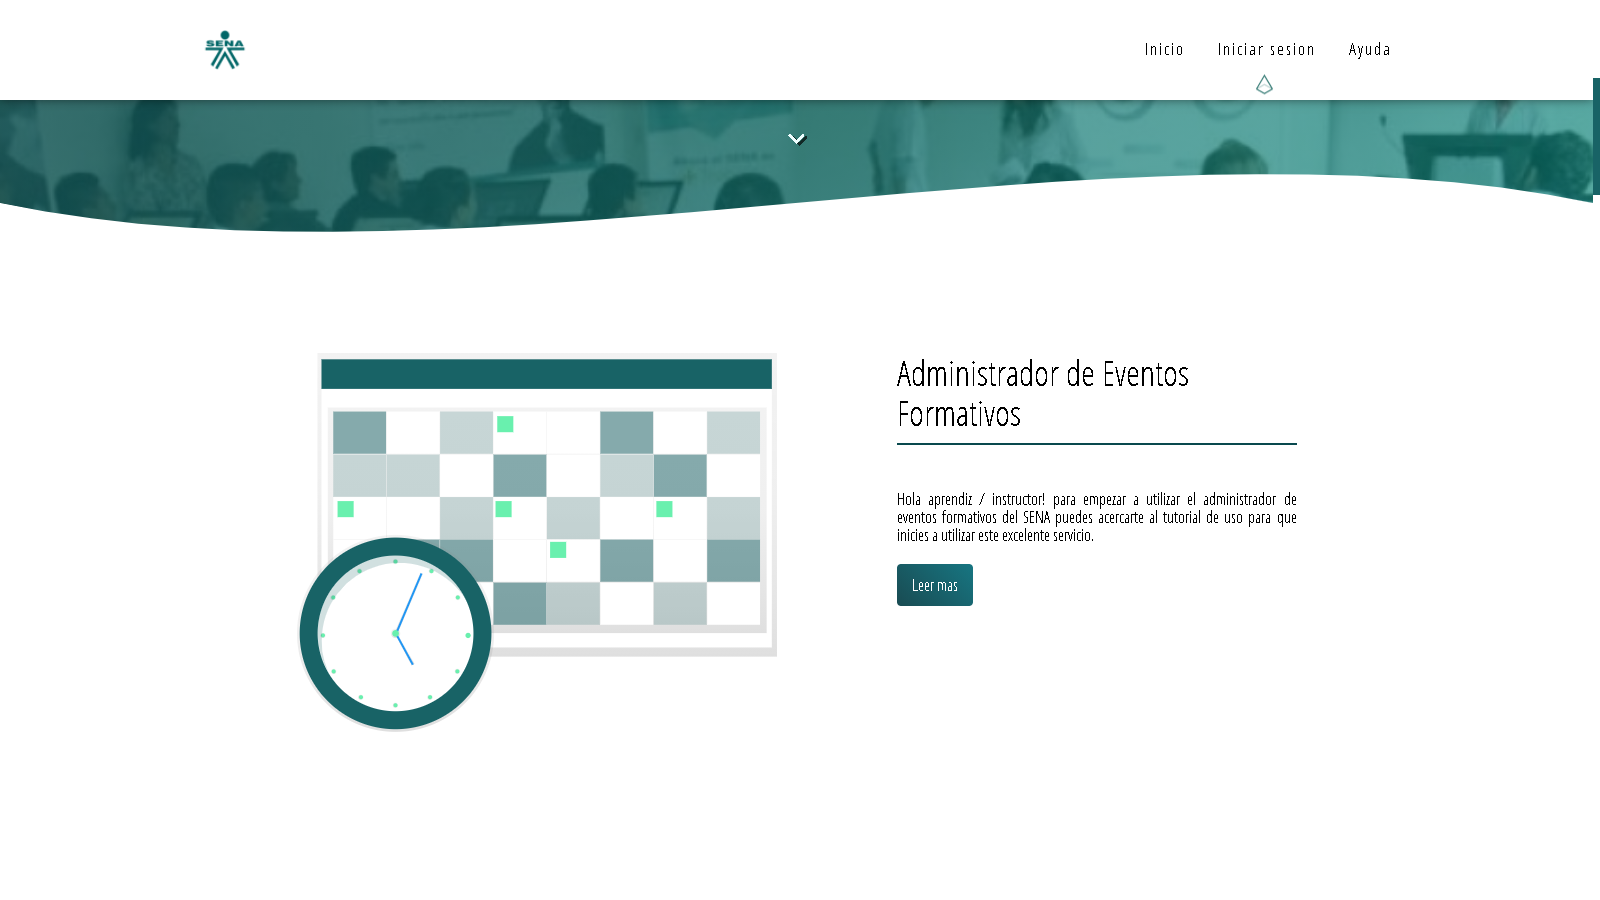 SENA
Inicio
Iniciar sesion
Ayuda
Administrador de Eventos
Formativos
Hola aprendiz / instructor! para empezar a utilizar el administrador de
eventos formativos del SENA puedes acercarte al tutorial de uso para que
inicies a utilizar este excelente servicio.
Leer mas